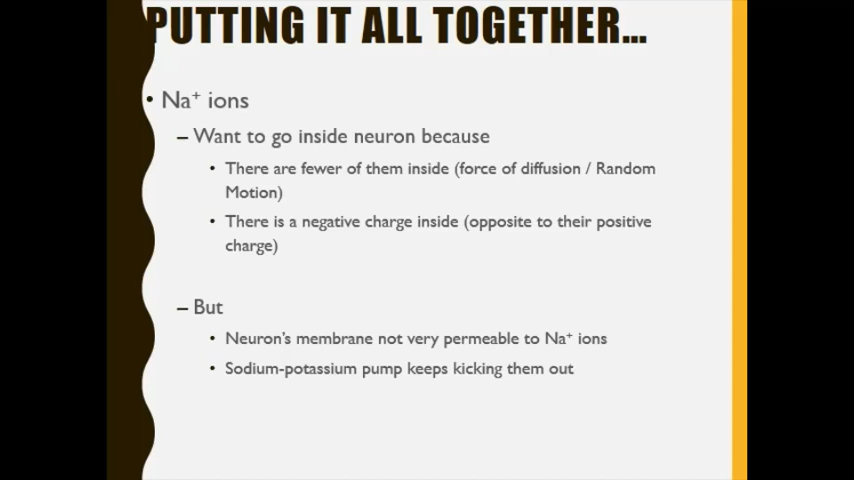 PUTTING IT ALL TOGETHER...
• Na⁺ ions
– Want to go inside neuron because
• There are fewer of them inside (force of diffusion / Random
Motion)
• There is a negative charge inside (opposite to their positive
charge)
– But
• Neuron's membrane not very permeable to Na⁺ ions
• Sodium-potassium pump keeps kicking them out